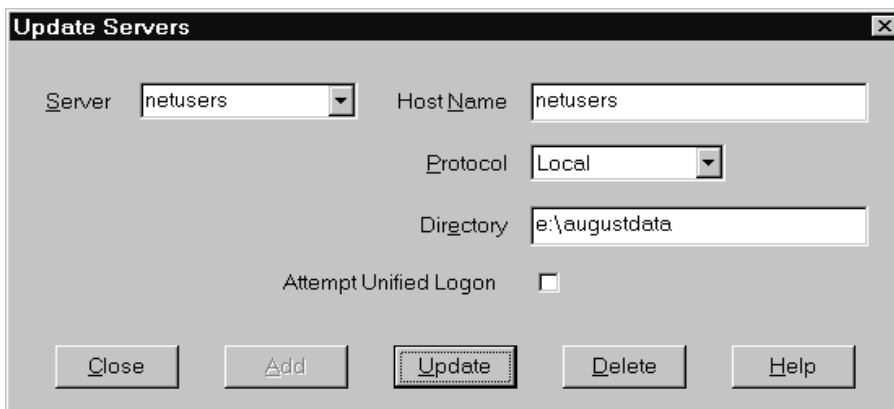 Update Servers
Server netusers Host Name netusers
Protocol Local
Directory e:\augustdata
Attempt Unified Logon
Close Add Update Delete Help